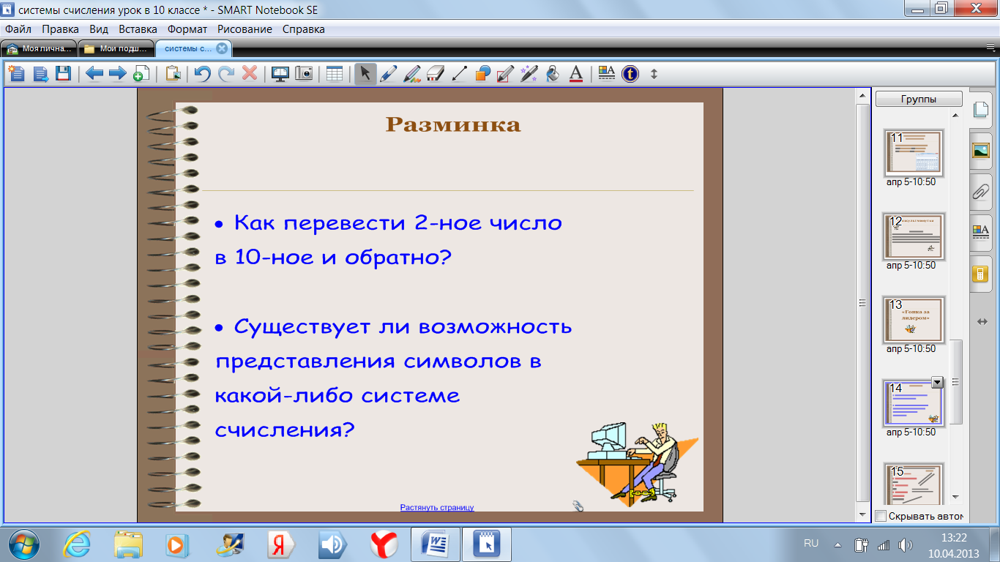 системы счисления урок в 10 классе * - SMART Notebook SE
Файл Правка Вид Вставка Формат Рисование Справка
Моя лична... Мои подш... системы с...
Группы
Разминка
• Как перевести 2-ное число
в 10-ное и обратно?
• Существует ли возможность
представления символов в
какой-либо системе
счисления?
Растянуть страницу
11
апр 5-10:50
12
апр 5-10:50
13
«Гонка за
лидером»
апр 5-10:50
14
апр 5-10:50
15
Скрывать автом
RU
13:22
10.04.2013